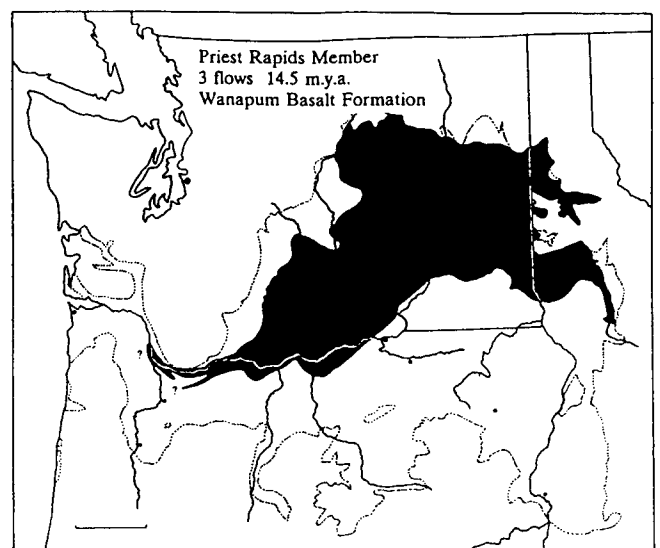 Priest Rapids Member
3 flows 14.5 m.y.a.
Wanapum Basalt Formation
?
?